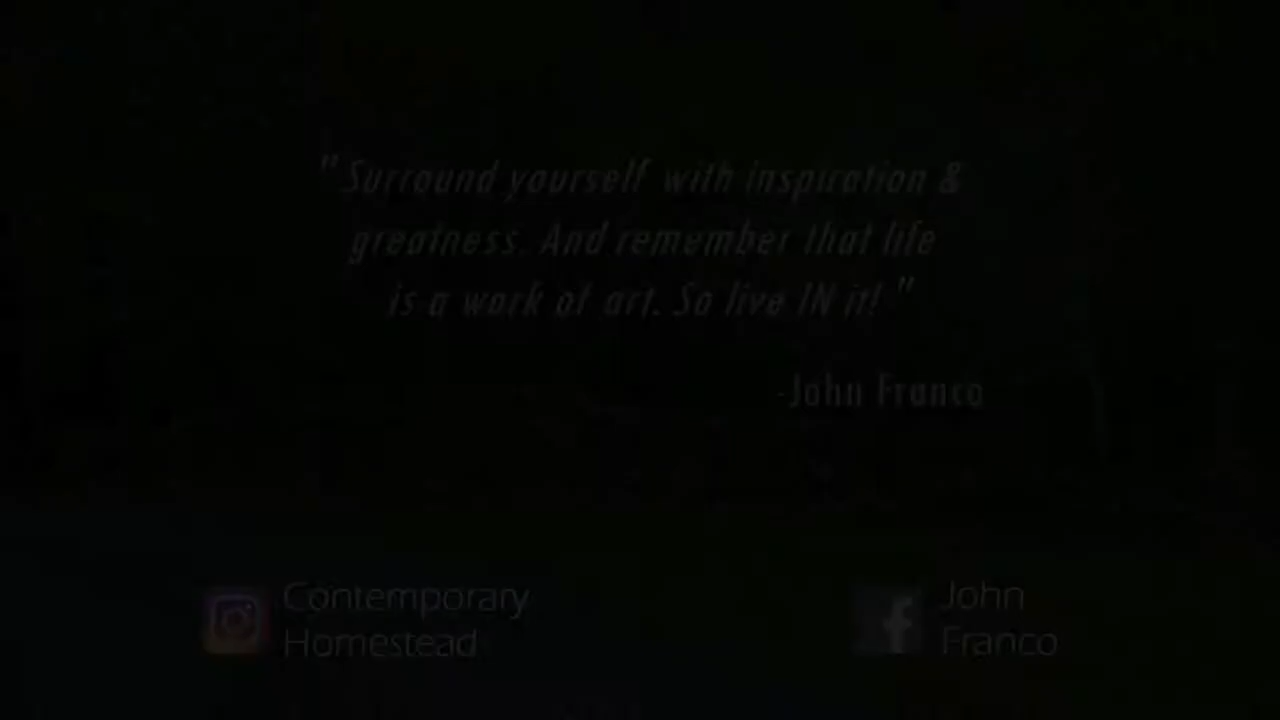 " Surround yourself with inspiration &
greatness. And remember that life
is a work of art. So live IN it! "
-John Franco
Contemporary
Homestead
John
Franco